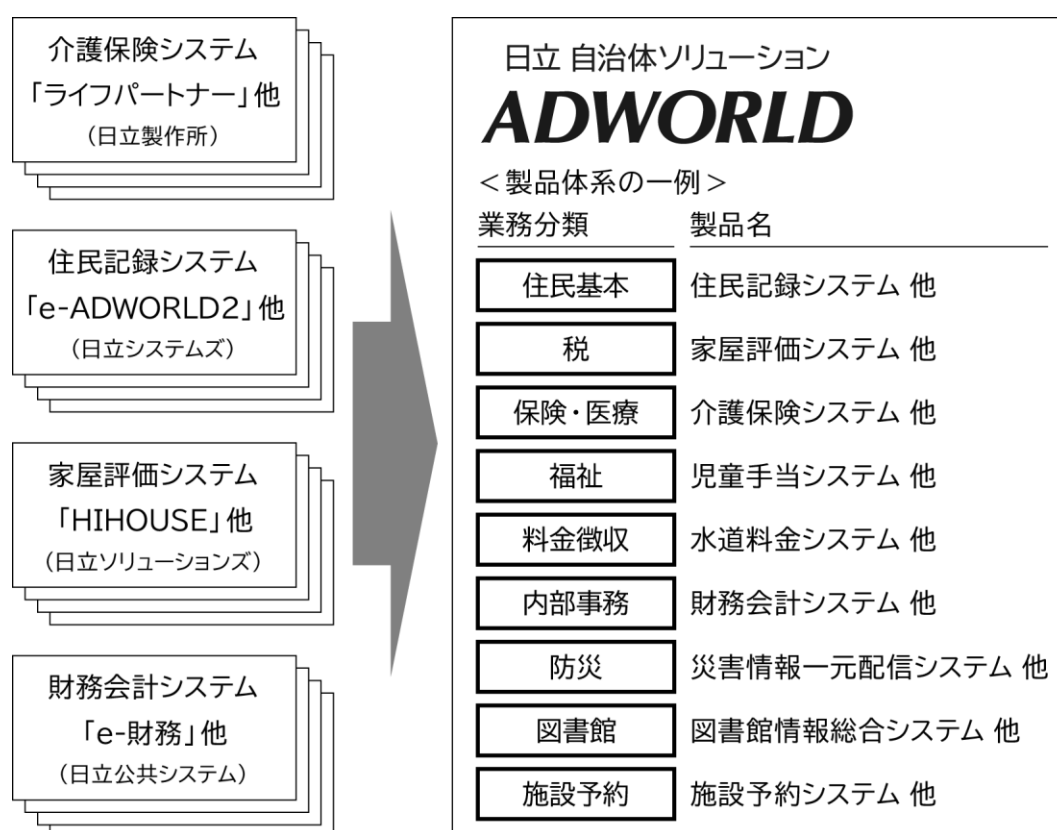 介護保険システム
「ライフパートナー」他
（日立製作所）
住民記録システム
「e-ADWORLD2」他
（日立システムズ）
家屋評価システム
「HIHOUSE」他
（日立ソリューションズ）
財務会計システム
「e-財務」他
（日立公共システム）
日立 自治体ソリューション
ADWORLD
＜製品体系の一例＞
業務分類 製品名
住民基本 住民記録システム 他
税 家屋評価システム 他
保険・医療 介護保険システム 他
福祉 児童手当システム 他
料金徴収 水道料金システム 他
内部事務 財務会計システム 他
防災 災害情報一元配信システム 他
図書館 図書館情報総合システム 他
施設予約 施設予約システム 他